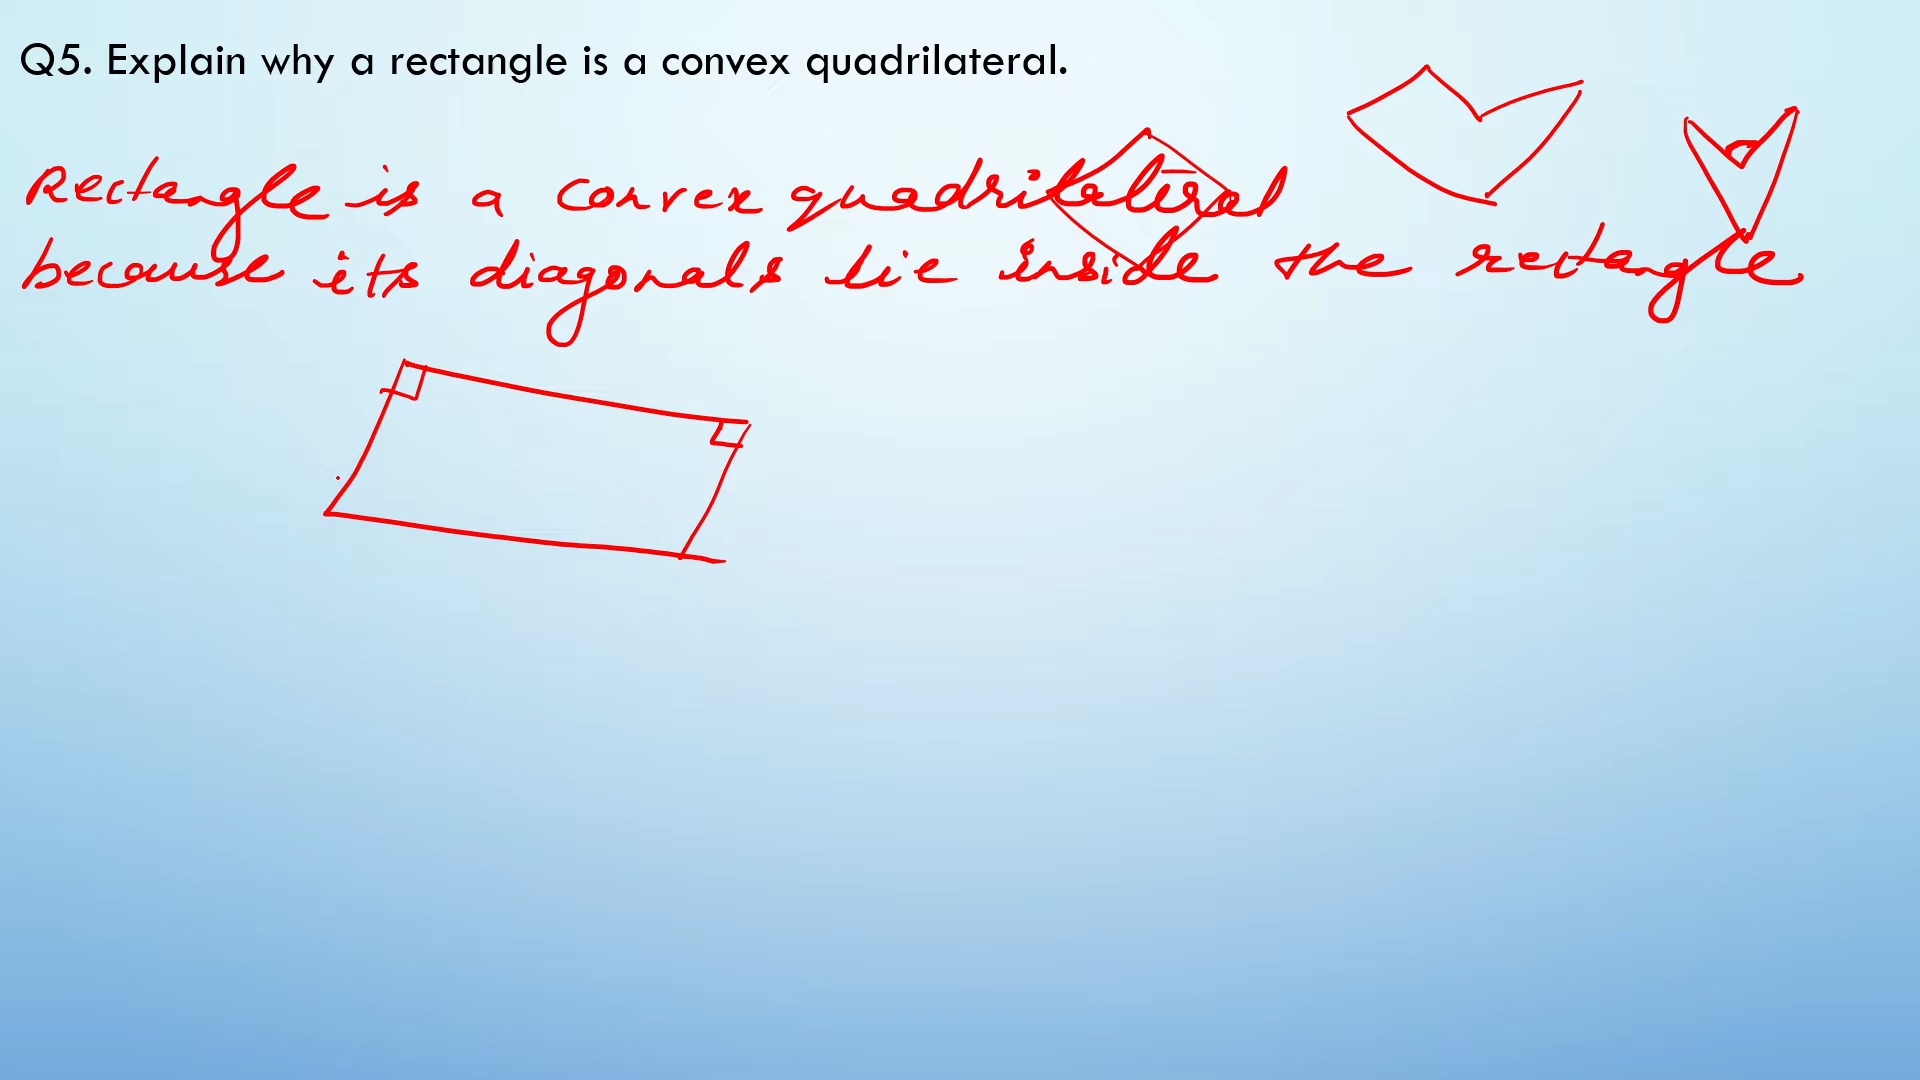 Q5. Explain why a rectangle is a convex quadrilateral.
Rectangle is a convex quadrilateral
because its diagonals lie inside the rectangle